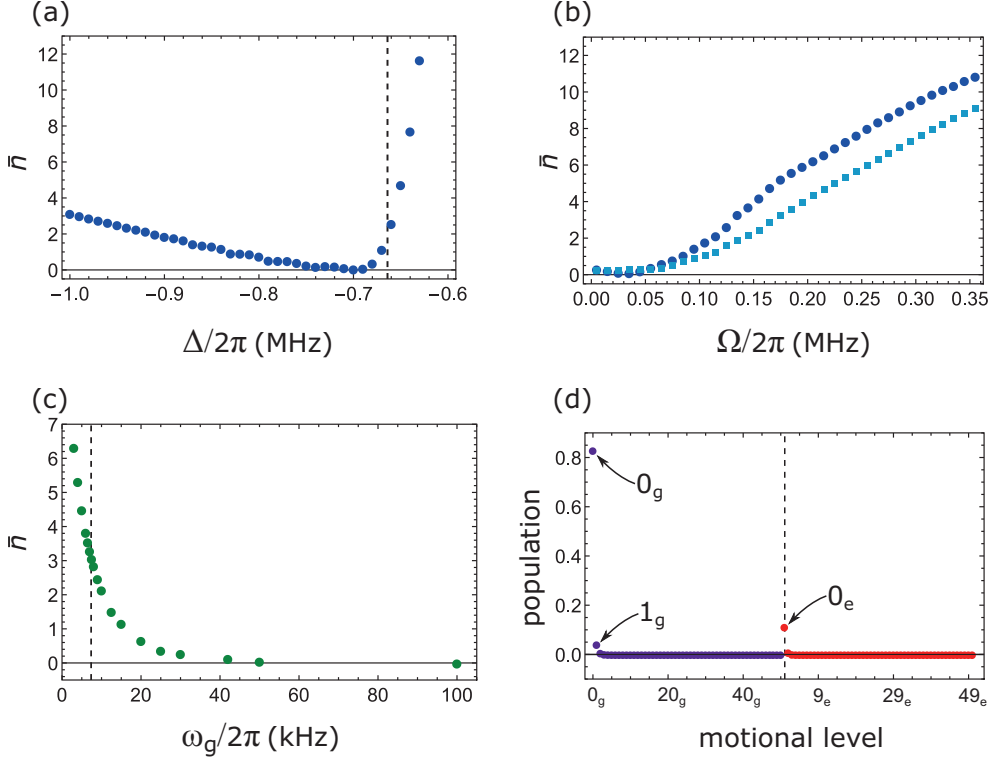 (a)
12
10
8
6
4
2
0
n̄
−1.0
−0.9
−0.8
−0.7
−0.6
Δ/2π (MHz)
(b)
12
10
8
6
4
2
0
n̄
0.00
0.05
0.10
0.15
0.20
0.25
0.30
0.35
Ω/2π (MHz)
(c)
7
6
5
4
3
2
1
0
n̄
0
20
40
60
80
100
ω_g/2π (kHz)
(d)
0.8
0.6
0.4
0.2
0.0
population
0_g
1_g
0_e
0_g
20_g
40_g
9_e
29_e
49_e
motional level